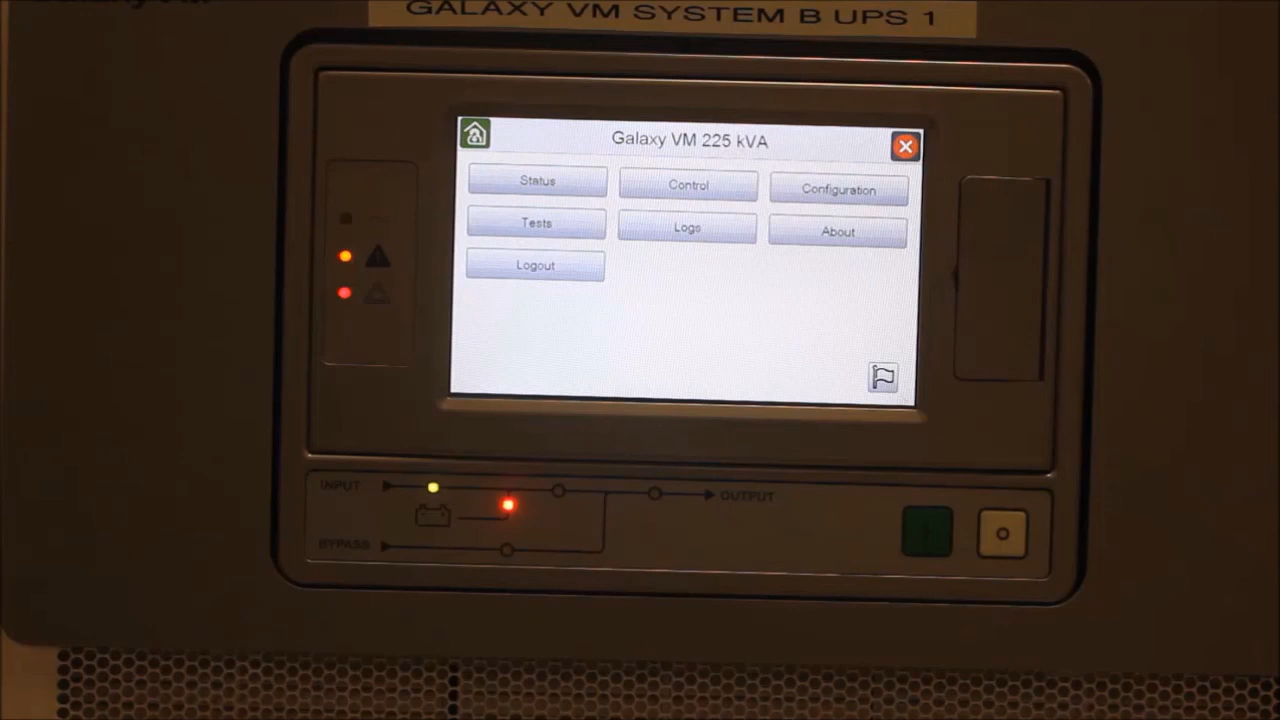 GALAXY VM SYSTEM B UPS 1
Galaxy VM 225 kVA
Status
Control
Configuration
Tests
Logs
About
Logout
INPUT
OUTPUT
BYPASS